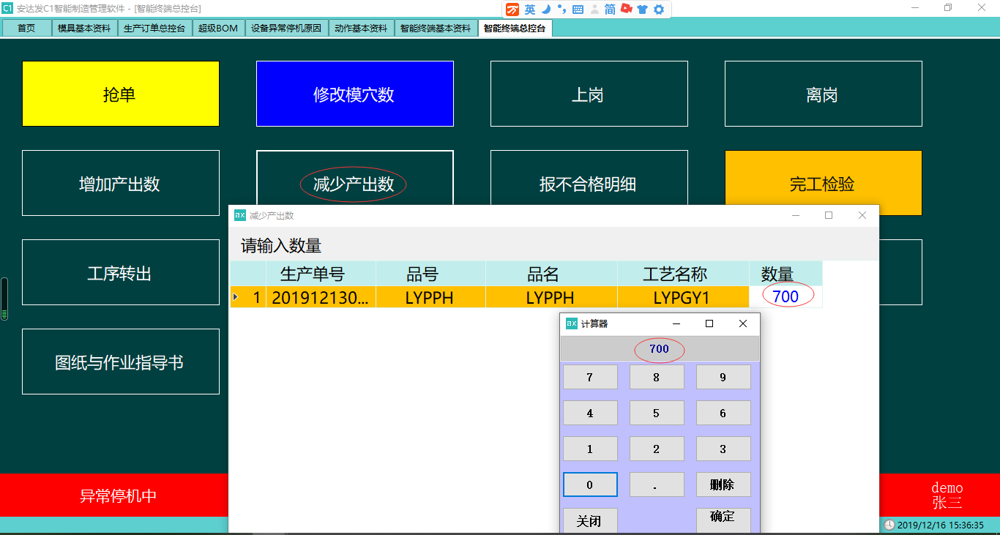 C1 安达发C1智能制造管理软件 - [智能终端总控台]
万 英 简
首页 模具基本资料 生产订单总控台 超级BOM 设备异常停机原因 动作基本资料 智能终端基本资料 智能终端总控台
抢单 修改模穴数 上岗 离岗
增加产出数 减少产出数 报不合格明细 完工检验
ax 减少产出数
请输入数量
工序转出
生产单号 品号 品名 工艺名称 数量
1 201912130... LYPPH LYPPH LYPGY1 700
ax 计算器
700
图纸与作业指导书
7 8 9
4 5 6
1 2 3
0 . 删除
关闭 确定
异常停机中
demo
张三
2019/12/16 15:36:35